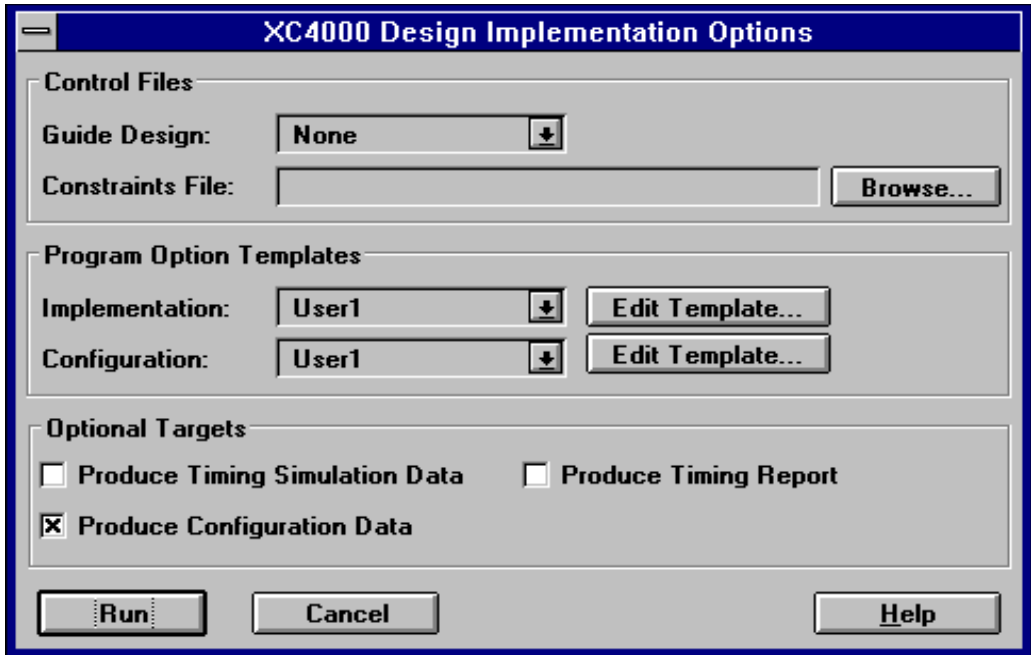 XC4000 Design Implementation Options
Control Files
Guide Design: None
Constraints File: Browse...
Program Option Templates
Implementation: User1 Edit Template...
Configuration: User1 Edit Template...
Optional Targets
Produce Timing Simulation Data Produce Timing Report
Produce Configuration Data
Run Cancel Help